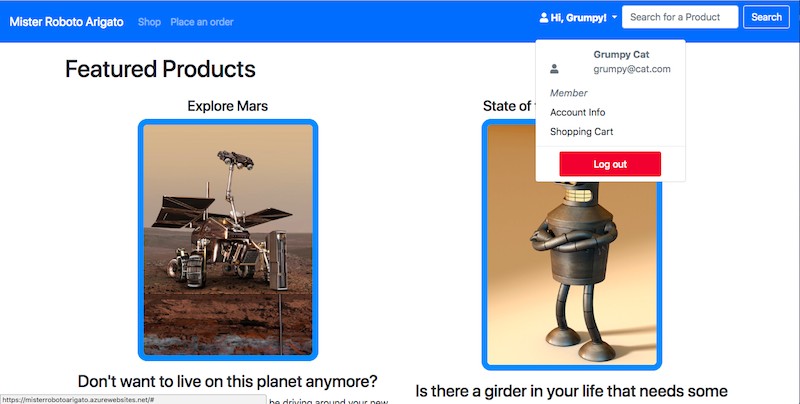 Mister Roboto Arigato
Shop
Place an order
Hi, Grumpy!
Search for a Product
Search
Grumpy Cat
grumpy@cat.com
Member
Account Info
Shopping Cart
Log out
Featured Products
Explore Mars
State of
Don't want to live on this planet anymore?
be driving around your new
Is there a girder in your life that needs some
https://misterrobotoarigato.azurewebsites.net/#